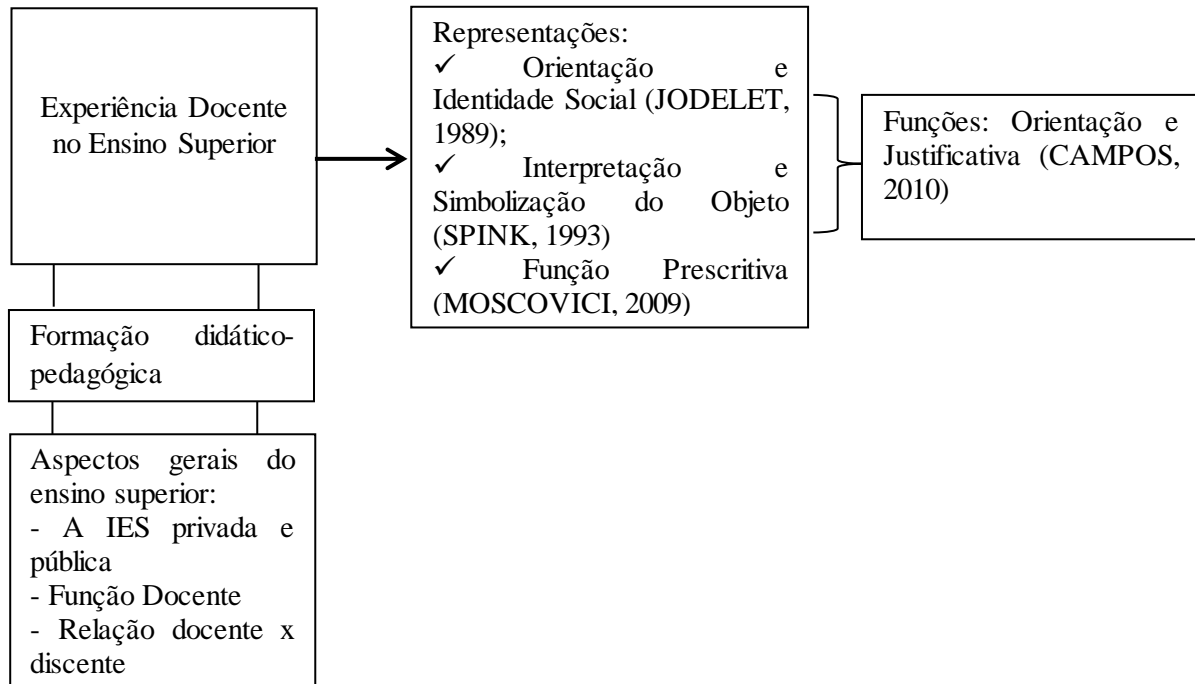 Experiência Docente
no Ensino Superior
Formação didático-
pedagógica
Aspectos gerais do
ensino superior:
- A IES privada e
pública
- Função Docente
- Relação docente x
discente
Representações:
✓ Orientação e
Identidade Social (JODELET,
1989);
✓ Interpretação e
Simbolização do Objeto
(SPINK, 1993)
✓ Função Prescritiva
(MOSCOVICI, 2009)
Funções: Orientação e
Justificativa (CAMPOS,
2010)